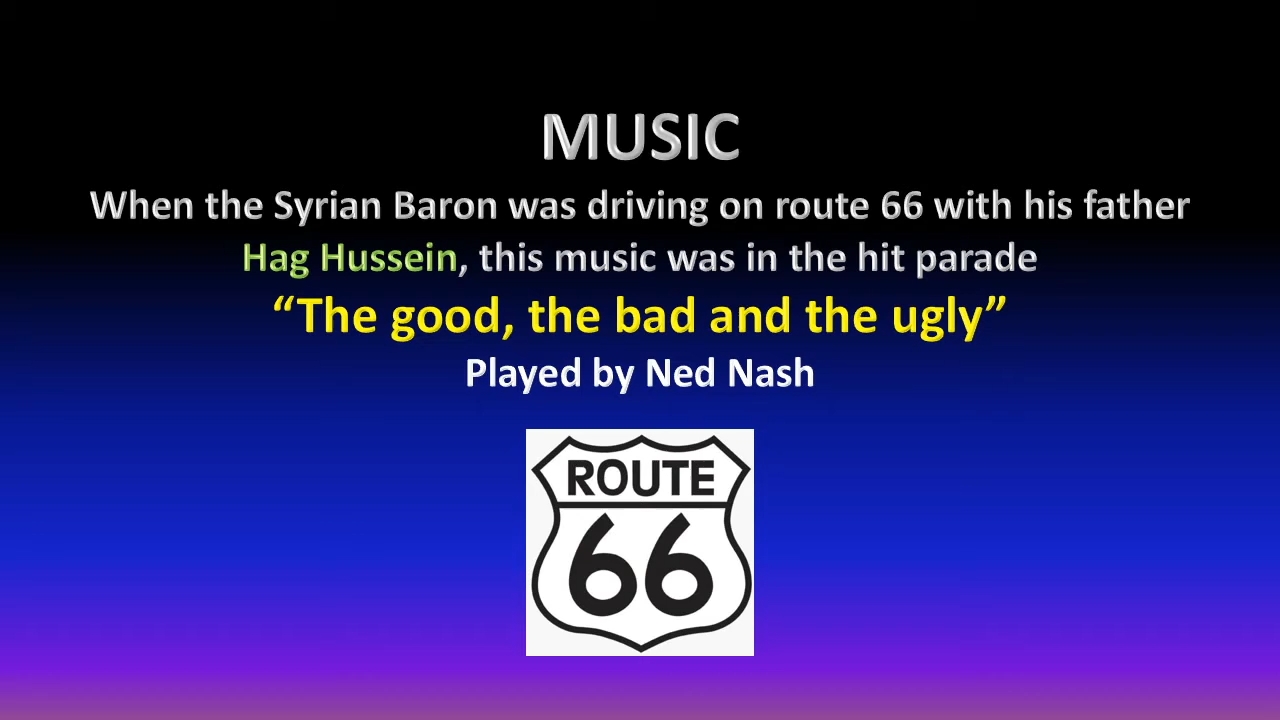 MUSIC
When the Syrian Baron was driving on route 66 with his father
Hag Hussein, this music was in the hit parade
“The good, the bad and the ugly”
Played by Ned Nash
ROUTE
66